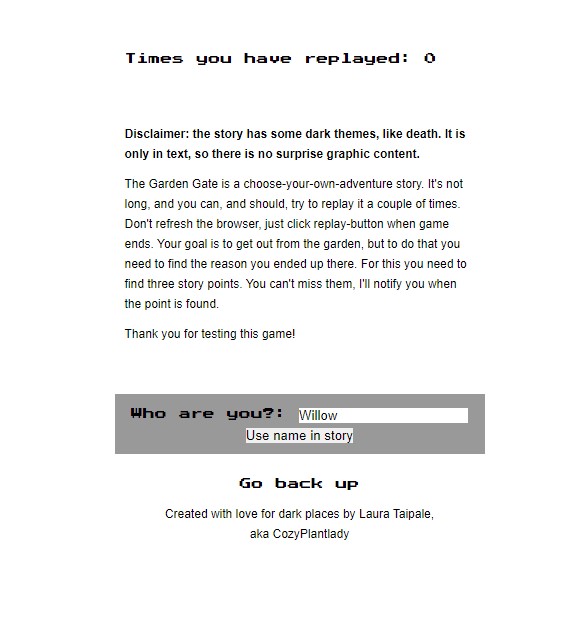 Times you have replayed: 0
Disclaimer: the story has some dark themes, like death. It is
only in text, so there is no surprise graphic content.
The Garden Gate is a choose-your-own-adventure story. It's not
long, and you can, and should, try to replay it a couple of times.
Don't refresh the browser, just click replay-button when game
ends. Your goal is to get out from the garden, but to do that you
need to find the reason you ended up there. For this you need to
find three story points. You can't miss them, I'll notify you when
the point is found.
Thank you for testing this game!
Who are you?: Willow
Use name in story
Go back up
Created with love for dark places by Laura Taipale,
aka CozyPlantlady